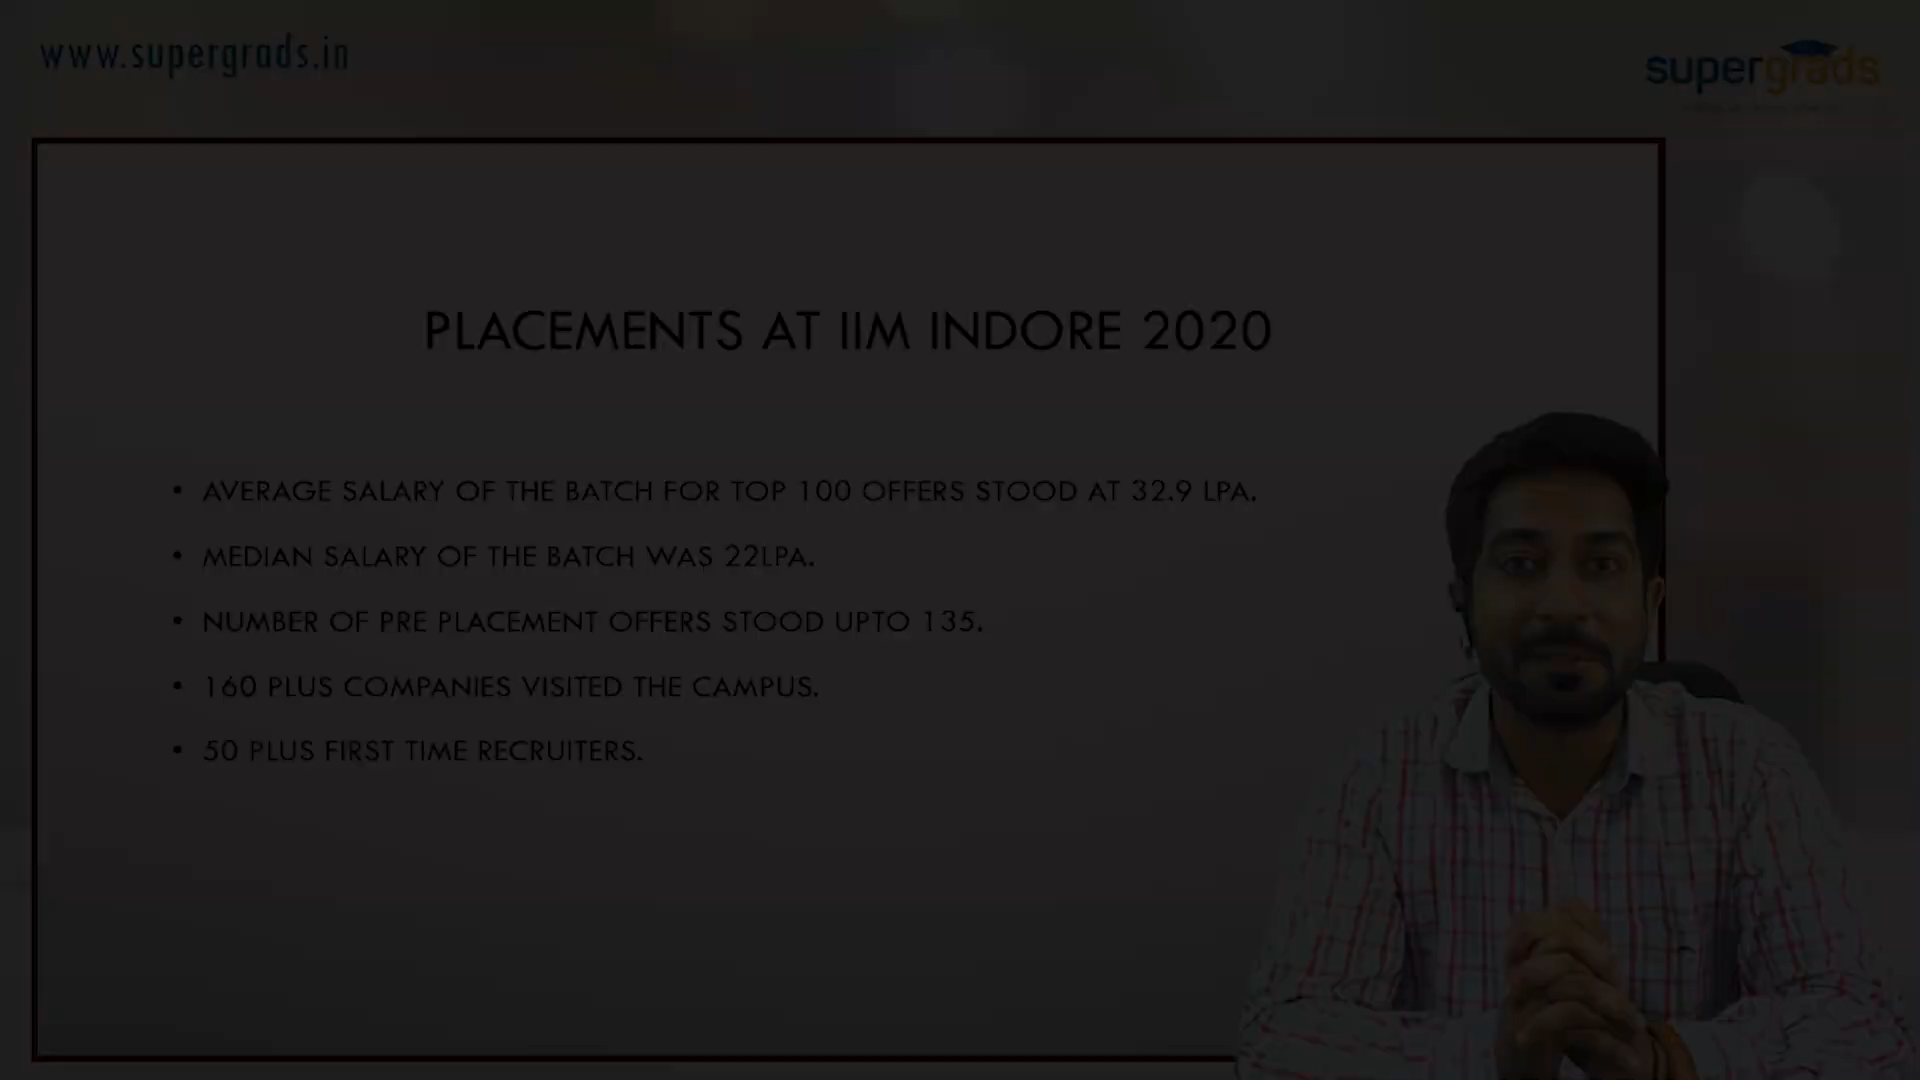 www.supergrads.in
supergrads
PLACEMENTS AT IIM INDORE 2020
• AVERAGE SALARY OF THE BATCH FOR TOP 100 OFFERS STOOD AT 32.9 LPA.
• MEDIAN SALARY OF THE BATCH WAS 22LPA.
• NUMBER OF PRE PLACEMENT OFFERS STOOD UPTO 135.
• 160 PLUS COMPANIES VISITED THE CAMPUS.
• 50 PLUS FIRST TIME RECRUITERS.